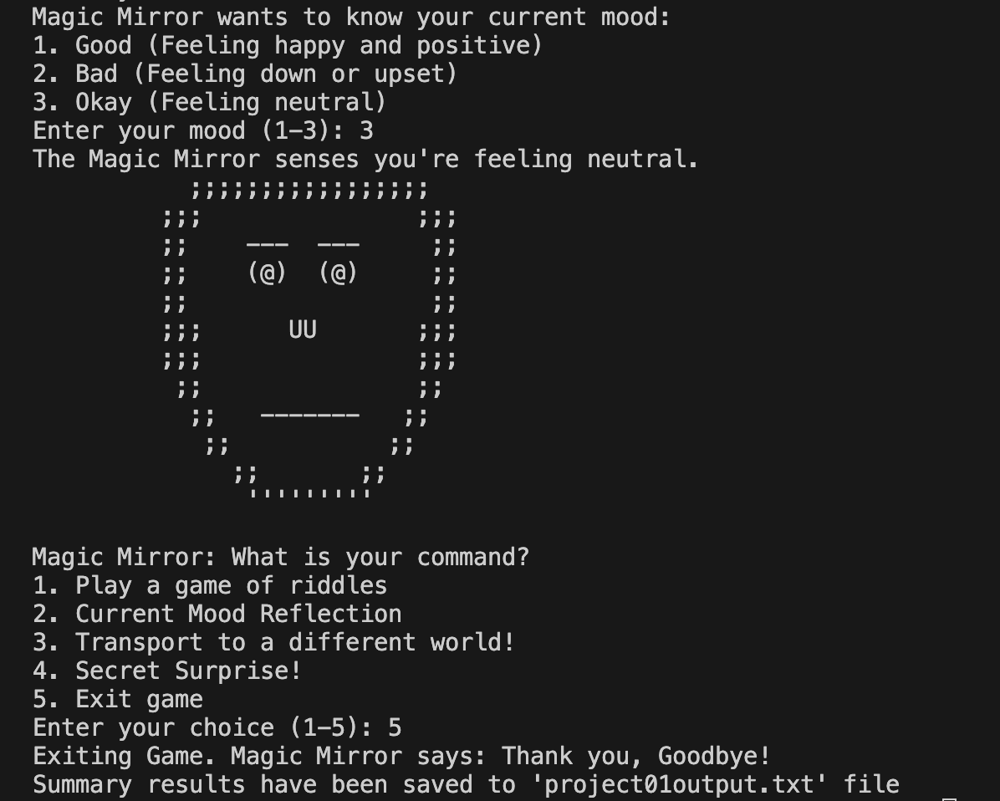 Magic Mirror wants to know your current mood:
1. Good (Feeling happy and positive)
2. Bad (Feeling down or upset)
3. Okay (Feeling neutral)
Enter your mood (1-3): 3
The Magic Mirror senses you're feeling neutral.
           ;;;;;;;;;;;;;;;;;
         ;;;               ;;;
         ;;    ___  ___     ;;
         ;;    (@)  (@)     ;;
         ;;                 ;;
         ;;;      UU       ;;;
         ;;;               ;;;
          ;;               ;;
           ;;   -------   ;;
            ;;           ;;
              ;;       ;;
               '''''''''
Magic Mirror: What is your command?
1. Play a game of riddles
2. Current Mood Reflection
3. Transport to a different world!
4. Secret Surprise!
5. Exit game
Enter your choice (1-5): 5
Exiting Game. Magic Mirror says: Thank you, Goodbye!
Summary results have been saved to 'project01output.txt' file